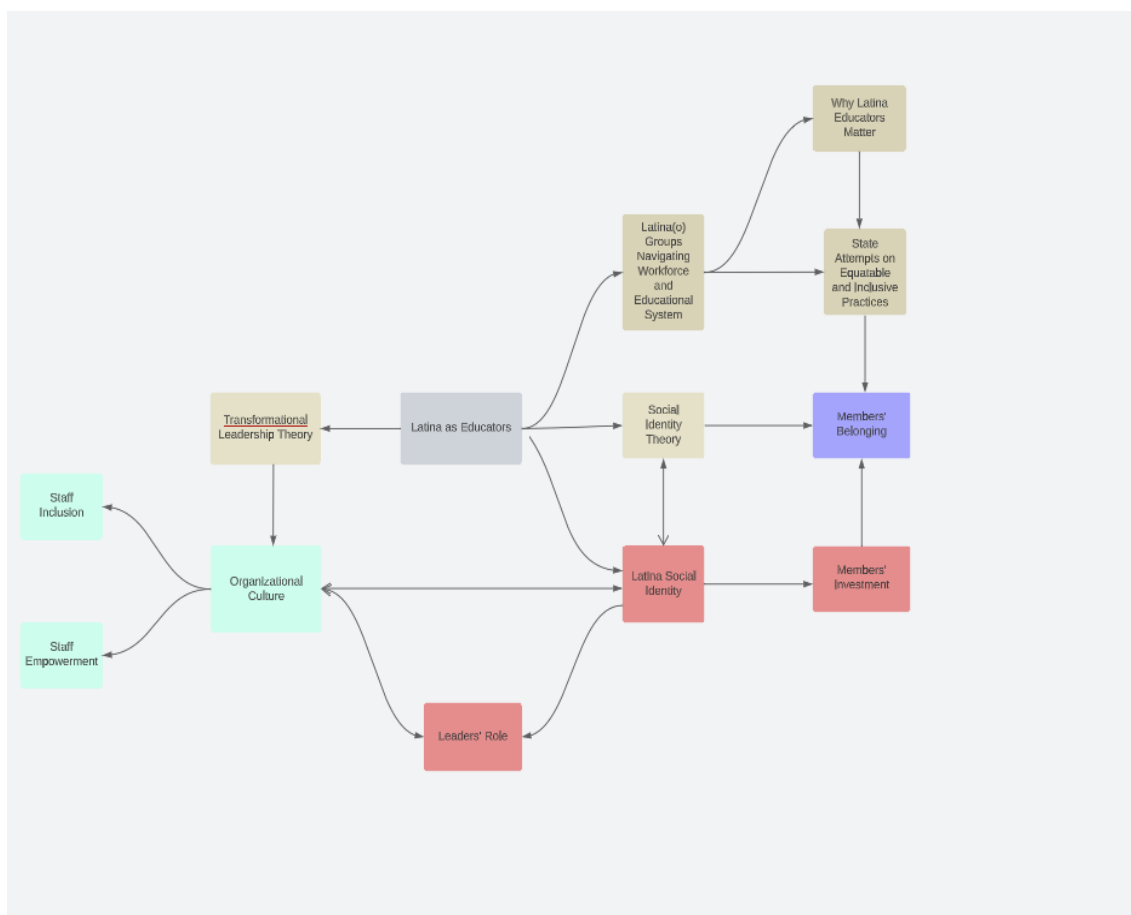 Why Latina
Educators
Matter
Latina(o)
Groups
Navigating
Workforce
and
Educational
System
State
Attempts on
Equatable
and Inclusive
Practices
Transformational
Leadership Theory
Latina as Educators
Social
Identity
Theory
Members'
Belonging
Staff
Inclusion
Organizational
Culture
Latina Social
Identity
Members'
Investment
Staff
Empowerment
Leaders' Role